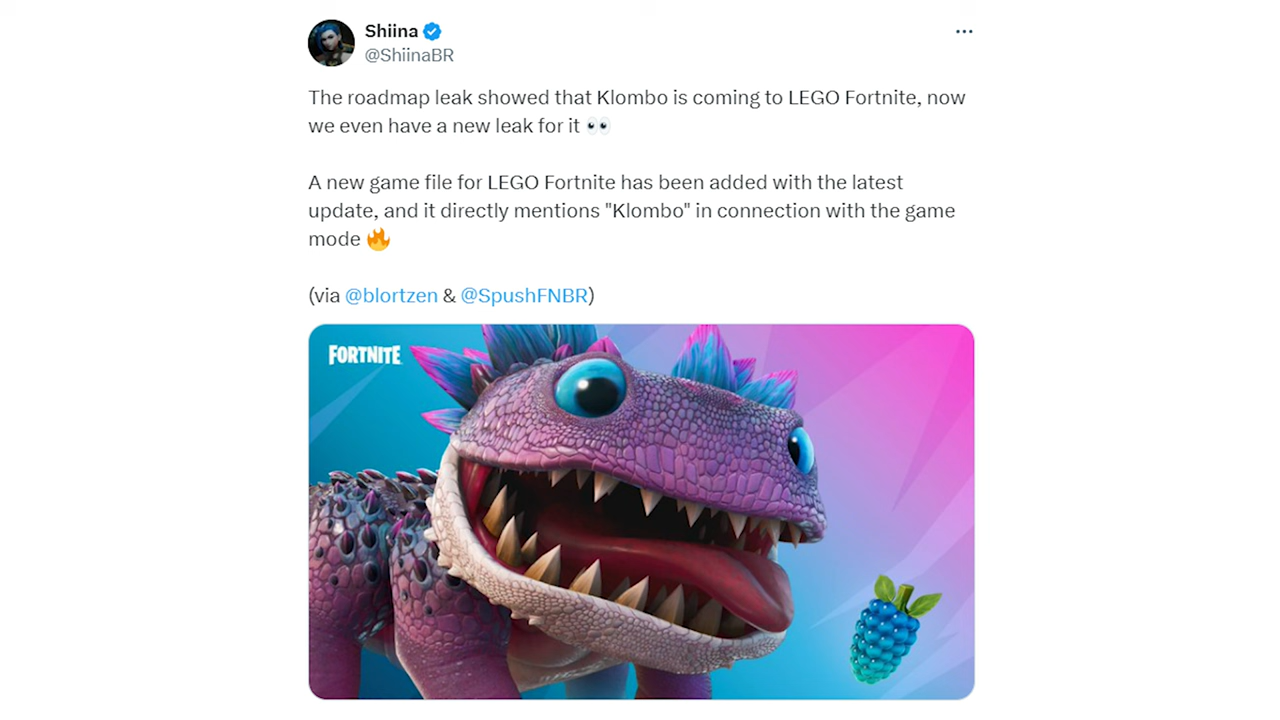 Shiina
@ShiinaBR
The roadmap leak showed that Klombo is coming to LEGO Fortnite, now
we even have a new leak for it 👀
A new game file for LEGO Fortnite has been added with the latest
update, and it directly mentions "Klombo" in connection with the game
mode 🔥
(via @blortzen & @SpushFNBR)
FORTNITE